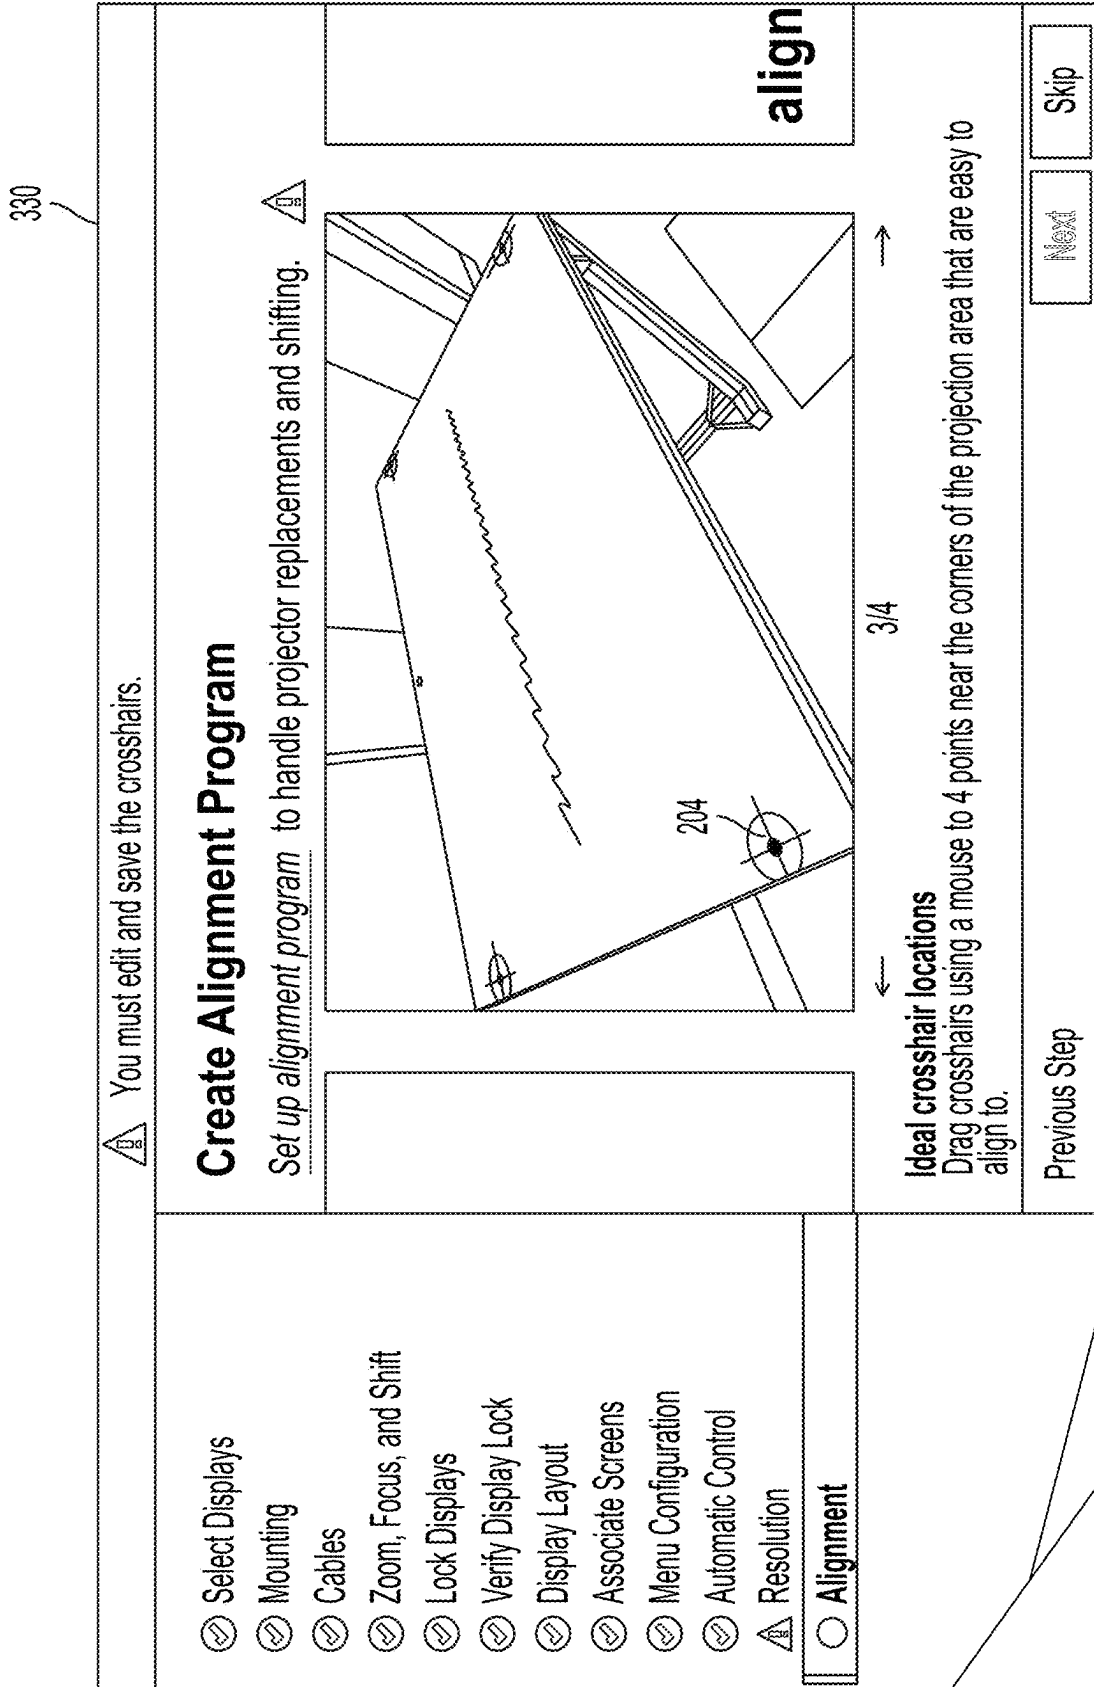 330
You must edit and save the crosshairs.
Select Displays
Mounting
Cables
Zoom, Focus, and Shift
Lock Displays
Verify Display Lock
Display Layout
Associate Screens
Menu Configuration
Automatic Control
Resolution
Alignment
Create Alignment Program
Set up alignment program to handle projector replacements and shifting.
204
align
3/4
Ideal crosshair locations
Drag crosshairs using a mouse to 4 points near the corners of the projection area that are easy to
align to.
Previous Step
Next
Skip